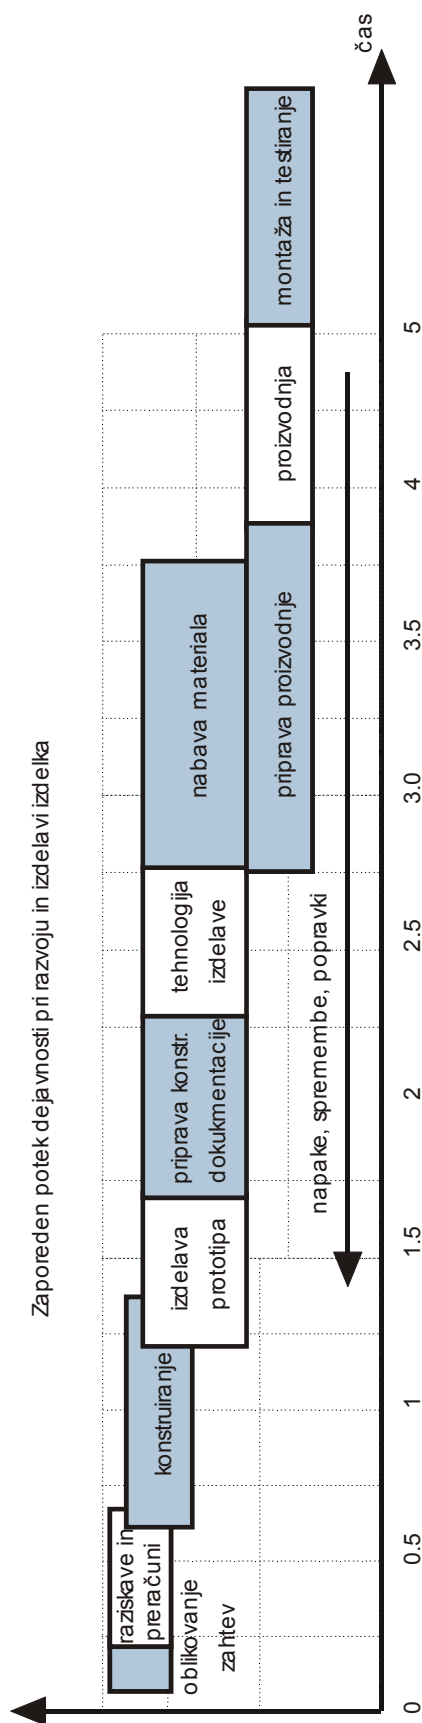 Zaporeden potek dejavnosti pri razvoju in izdelavi izdelka
raziskave in
preračuni
oblikovanje
zahtev
konstruiranje
izdelava
prototipa
priprava konstr.
dokumentacije
tehnologija
izdelave
nabava materiala
priprava proizvodnje
proizvodnja
montaža in testiranje
napake, spremembe, popravki
0
0.5
1
1.5
2
2.5
3.0
3.5
4
5
čas